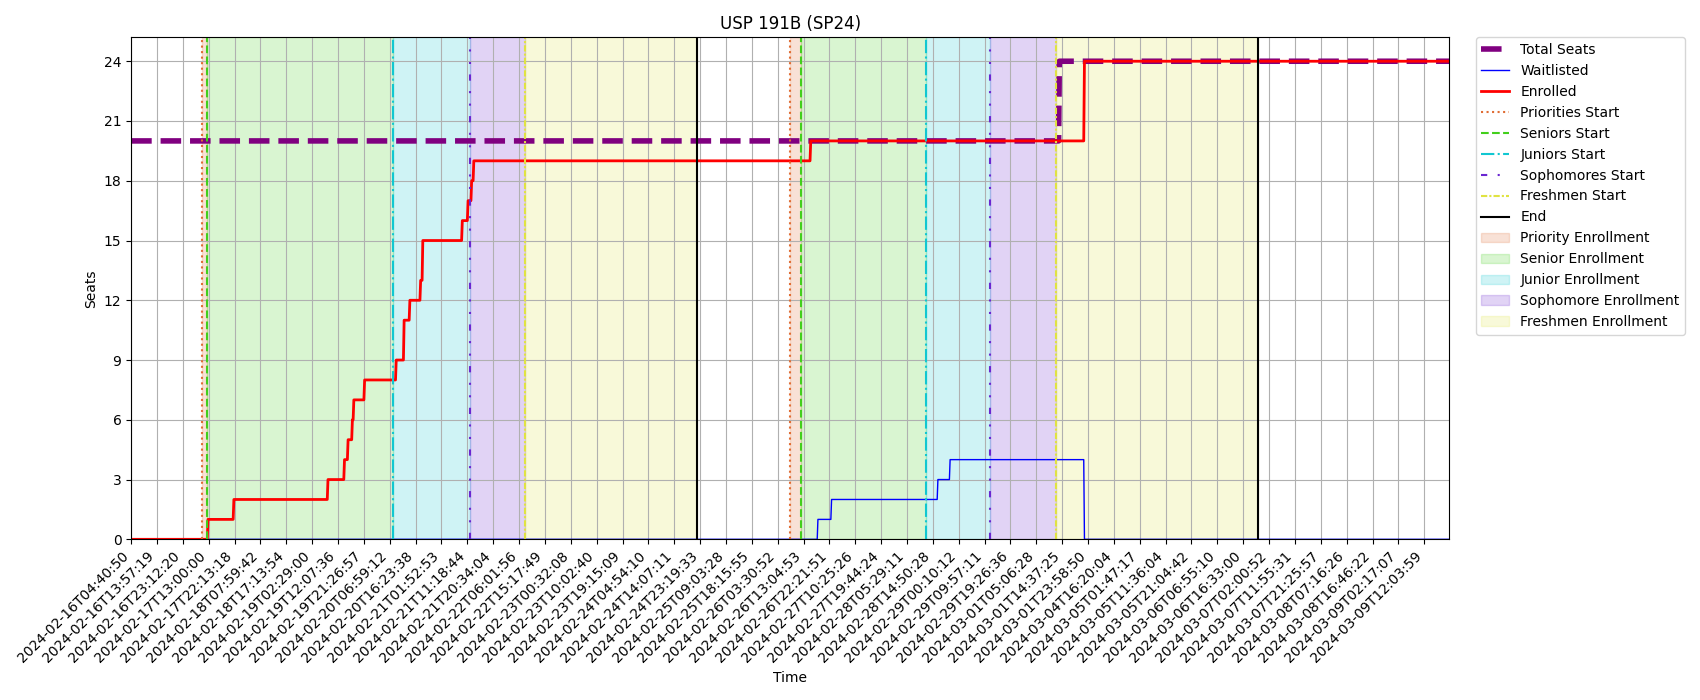 USP 191B (SP24)
Seats
24
21
18
15
12
9
6
3
0
2024-02-16T04:40:50
2024-02-16T13:57:19
2024-02-16T23:12:20
2024-02-17T13:00:00
2024-02-17T22:13:18
2024-02-18T07:59:42
2024-02-18T17:13:54
2024-02-19T02:29:00
2024-02-19T12:07:36
2024-02-19T21:26:57
2024-02-20T06:59:12
2024-02-20T16:23:38
2024-02-21T01:52:53
2024-02-21T11:18:44
2024-02-21T20:34:04
2024-02-22T06:01:56
2024-02-22T15:17:49
2024-02-23T00:32:08
2024-02-23T10:02:40
2024-02-23T19:15:09
2024-02-24T04:54:10
2024-02-24T14:07:11
2024-02-24T23:19:33
2024-02-25T09:03:28
2024-02-25T18:15:55
2024-02-26T03:30:52
2024-02-26T13:04:53
2024-02-26T22:21:51
2024-02-27T10:25:26
2024-02-27T19:44:24
2024-02-28T05:29:11
2024-02-28T14:50:28
2024-02-29T00:10:12
2024-02-29T09:57:11
2024-02-29T19:26:36
2024-03-01T05:06:28
2024-03-01T14:37:25
2024-03-01T23:58:50
2024-03-04T16:20:04
2024-03-05T01:47:17
2024-03-05T11:36:04
2024-03-05T21:04:42
2024-03-06T06:55:10
2024-03-06T16:33:00
2024-03-07T02:00:52
2024-03-07T11:55:31
2024-03-07T21:25:57
2024-03-08T07:16:26
2024-03-08T16:46:22
2024-03-09T02:17:07
2024-03-09T12:03:59
Time
Total Seats
Waitlisted
Enrolled
Priorities Start
Seniors Start
Juniors Start
Sophomores Start
Freshmen Start
End
Priority Enrollment
Senior Enrollment
Junior Enrollment
Sophomore Enrollment
Freshmen Enrollment